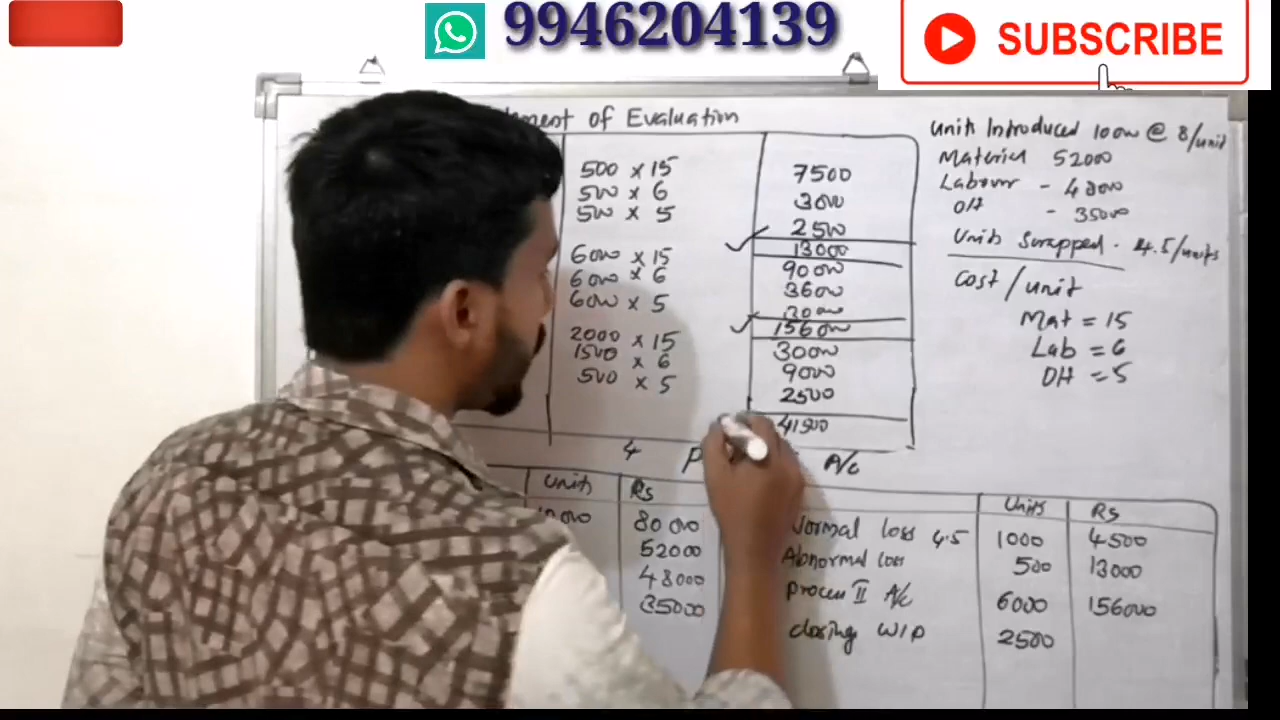 9946204139
SUBSCRIBE
of Evaluation
500 x 15 7500
500 x 6 3000
500 x 5 2500
13000
6000 x 15 90000
6000 x 6 36000
6000 x 5 30000
156000
2000 x 15 30000
1500 x 6 9000
500 x 5 2500
41500
Units Introduced 10000 @ 8/unit
Material 52000
Labour - 48000
OH - 35000
Units Scrapped - 4.5/units
Cost/unit
Mat = 15
Lab = 6
OH = 5
A/c
Units Rs Units Rs
80000 Normal loss 4.5 1000 4500
52000 Abnormal loss 500 13000
48000 Process II A/c 6000 156000
35000 closing WIP 2500